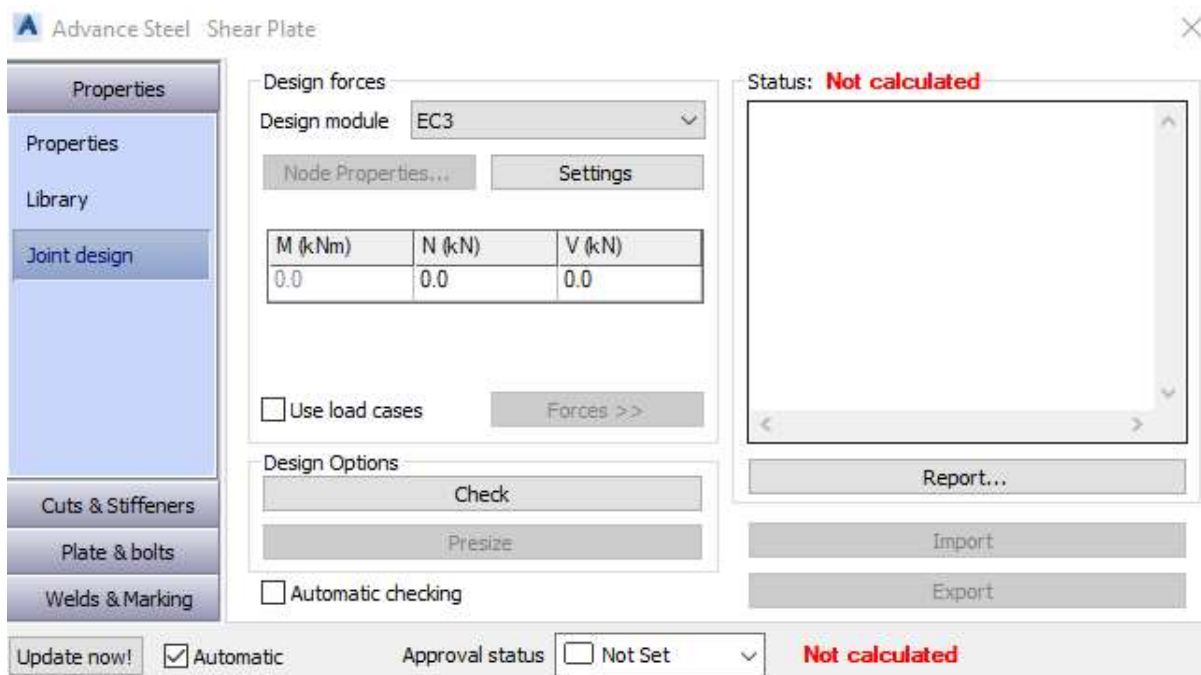 Advance Steel Shear Plate
Properties
Properties
Library
Joint design
Cuts & Stiffeners
Plate & bolts
Welds & Marking
Design forces
Design module EC3
Node Properties... Settings
M (kNm) N (kN) V (kN)
0.0 0.0 0.0
Use load cases Forces >>
Design Options
Check
Presize
Automatic checking
Status: Not calculated
Report...
Import
Export
Update now! Automatic Approval status Not Set Not calculated